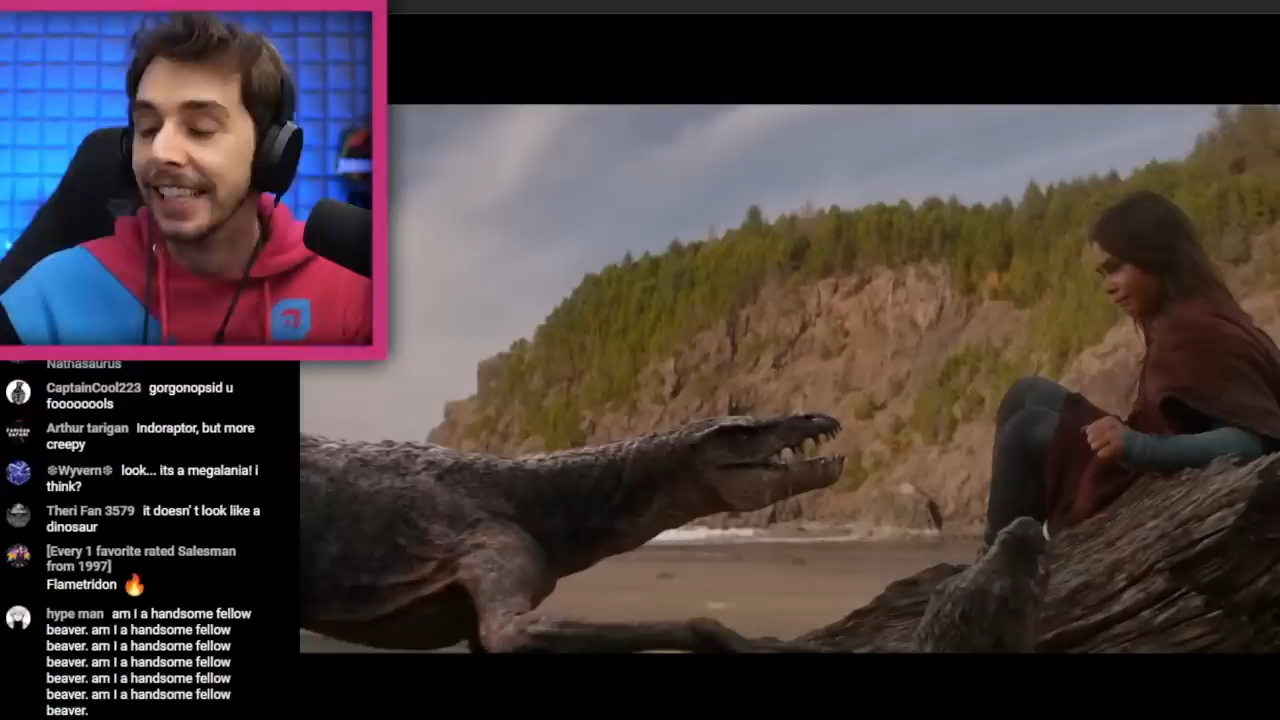 Nathasaurus
CaptainCool223 gorgonopsid u
foooooools
Arthur tarigan Indoraptor, but more
creepy
❄Wyvern❄ look... its a megalania! i
think?
Theri Fan 3579 it doesn' t look like a
dinosaur
[Every 1 favorite rated Salesman
from 1997]
Flametridon 🔥
hype man am I a handsome fellow
beaver. am I a handsome fellow
beaver. am I a handsome fellow
beaver. am I a handsome fellow
beaver. am I a handsome fellow
beaver. am I a handsome fellow
beaver.